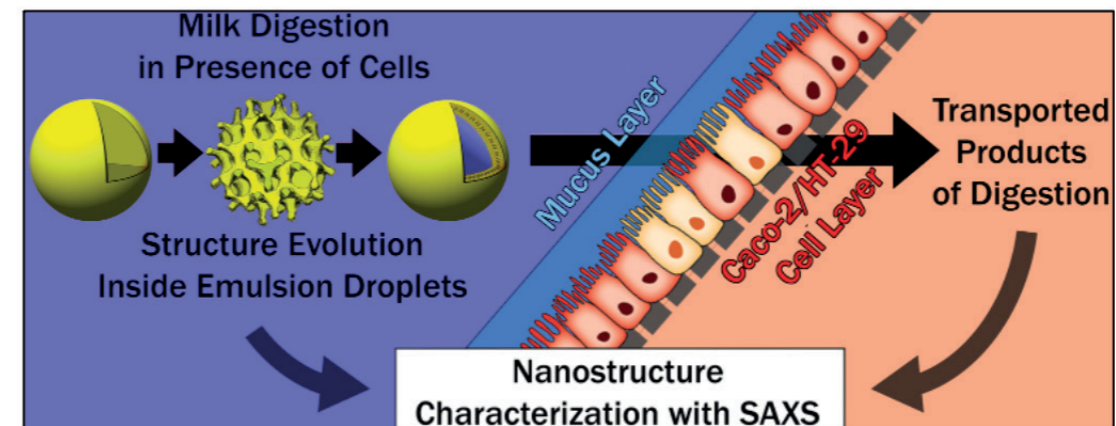 Milk Digestion
in Presence of Cells
Structure Evolution
Inside Emulsion Droplets
Mucus Layer
Caco-2/HT-29
Cell Layer
Transported
Products
of Digestion
Nanostructure
Characterization with SAXS